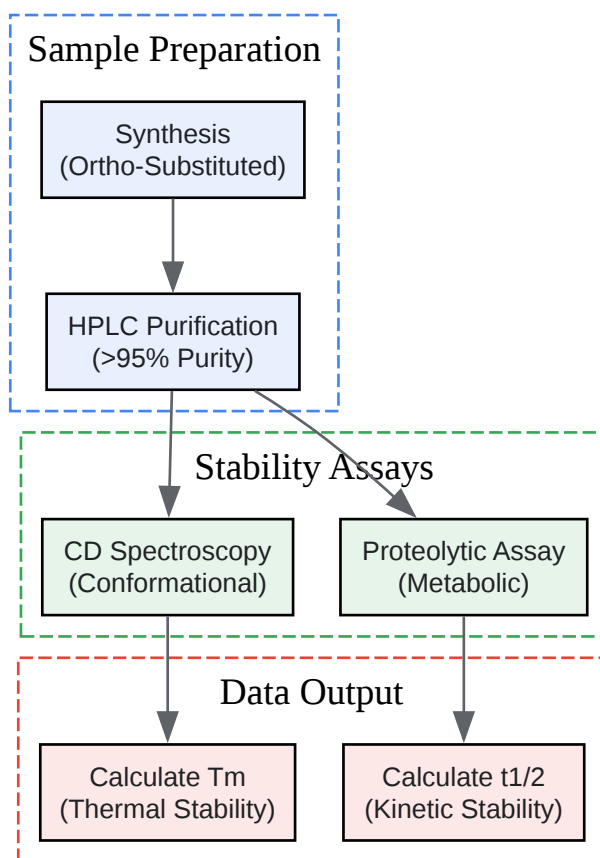 Sample Preparation
Synthesis
(Ortho-Substituted)
HPLC Purification
(>95% Purity)
Stability Assays
CD Spectroscopy
(Conformational)
Proteolytic Assay
(Metabolic)
Data Output
Calculate Tm
(Thermal Stability)
Calculate t1/2
(Kinetic Stability)